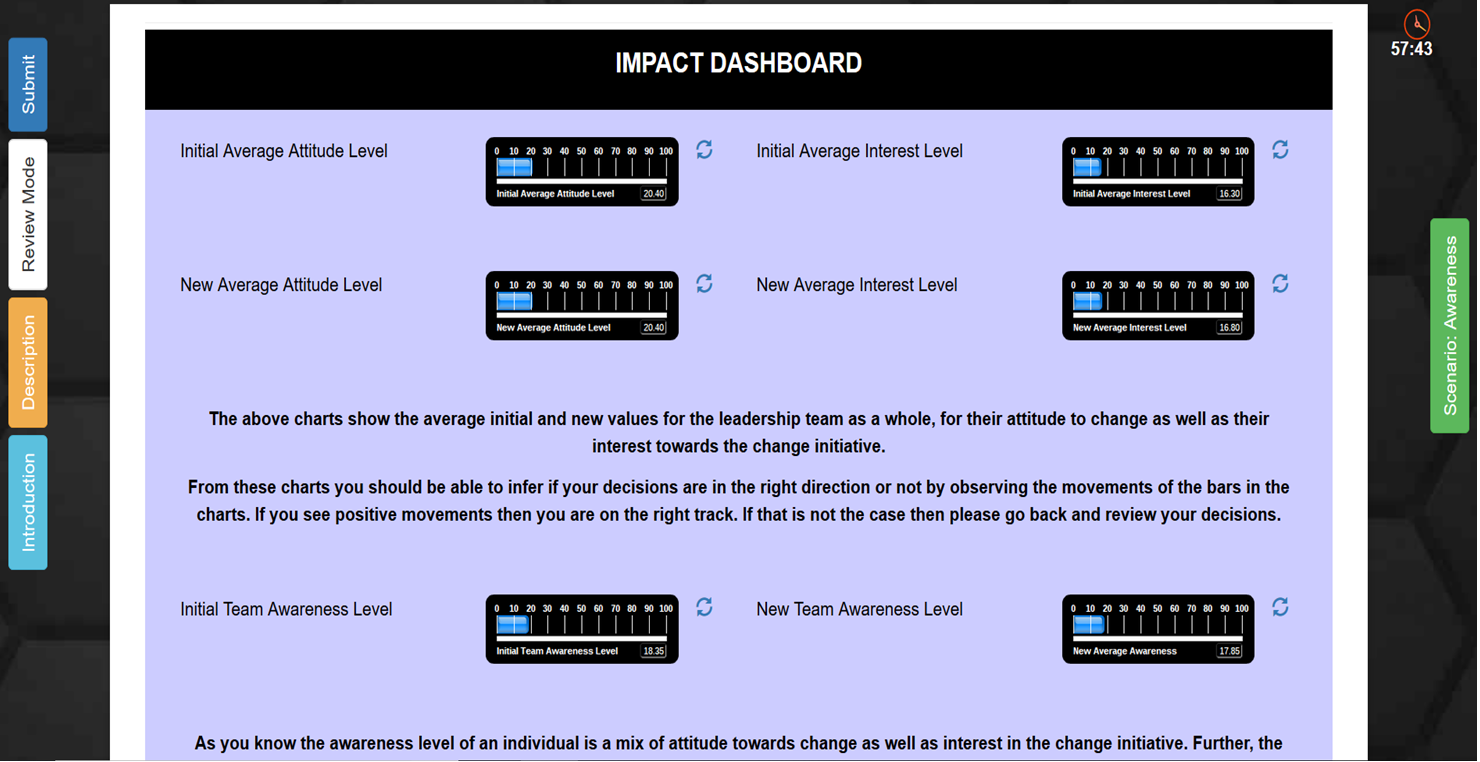 IMPACT DASHBOARD
57:43
Submit
Review Mode
Description
Introduction
Scenario: Awareness
Initial Average Attitude Level
0 10 20 30 40 50 60 70 80 90 100
Initial Average Attitude Level 20.40
Initial Average Interest Level
0 10 20 30 40 50 60 70 80 90 100
Initial Average Interest Level 16.30
New Average Attitude Level
0 10 20 30 40 50 60 70 80 90 100
New Average Attitude Level 20.40
New Average Interest Level
0 10 20 30 40 50 60 70 80 90 100
New Average Interest Level 16.80
The above charts show the average initial and new values for the leadership team as a whole, for their attitude to change as well as their
interest towards the change initiative.
From these charts you should be able to infer if your decisions are in the right direction or not by observing the movements of the bars in the
charts. If you see positive movements then you are on the right track. If that is not the case then please go back and review your decisions.
Initial Team Awareness Level
0 10 20 30 40 50 60 70 80 90 100
Initial Team Awareness Level 18.35
New Team Awareness Level
0 10 20 30 40 50 60 70 80 90 100
New Average Awareness 17.85
As you know the awareness level of an individual is a mix of attitude towards change as well as interest in the change initiative. Further, the